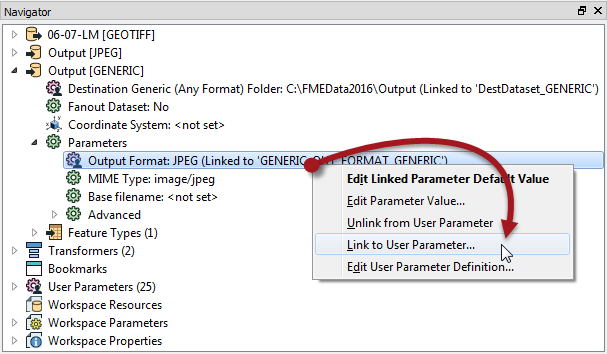 Navigator
06-07-LM [GEOTIFF]
Output [JPEG]
Output [GENERIC]
Destination Generic (Any Format) Folder: C:\FMEData2016\Output (Linked to 'DestDataset_GENERIC')
Fanout Dataset: No
Coordinate System: <not set>
Parameters
Output Format: JPEG (Linked to 'GENERIC_OUT_FORMAT_GENERIC')
MIME Type: image/jpeg
Base filename: <not set>
Advanced
Feature Types (1)
Transformers (2)
Bookmarks
User Parameters (25)
Workspace Resources
Workspace Parameters
Workspace Properties
Edit Linked Parameter Default Value
Edit Parameter Value...
Unlink from User Parameter
Link to User Parameter...
Edit User Parameter Definition...